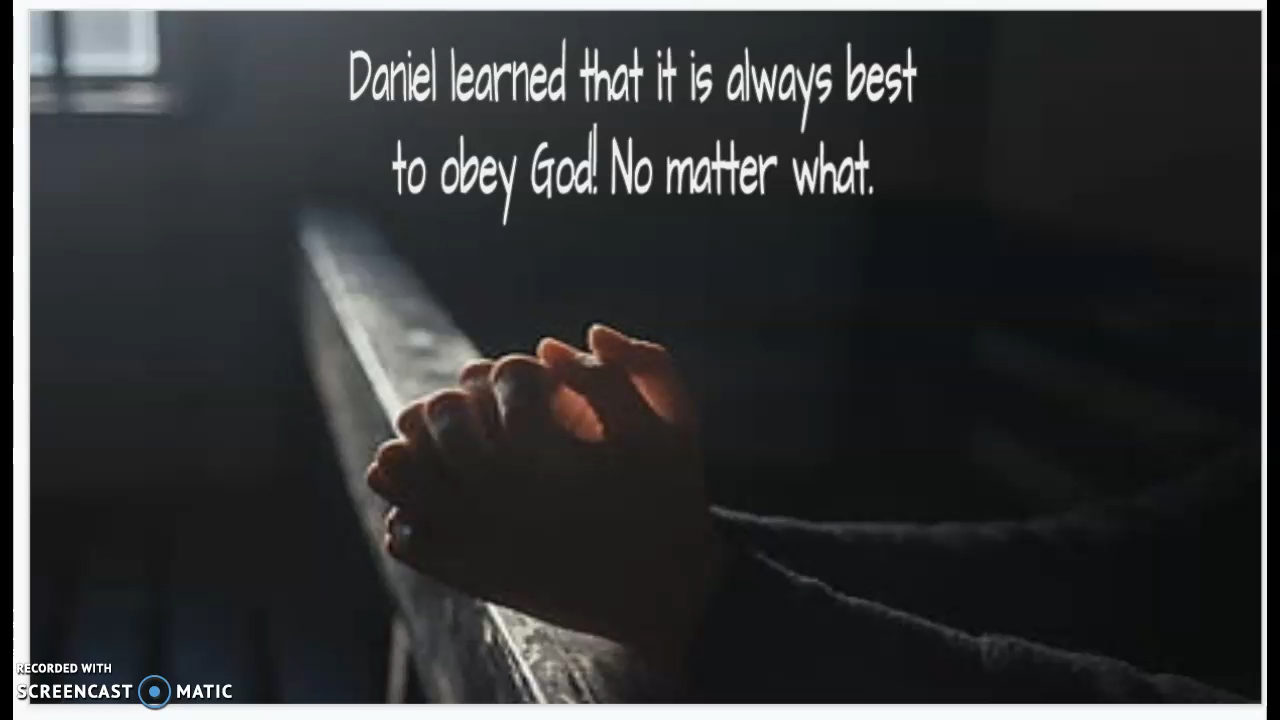 Daniel learned that it is always best
to obey God! No matter what.
RECORDED WITH
SCREENCAST MATIC